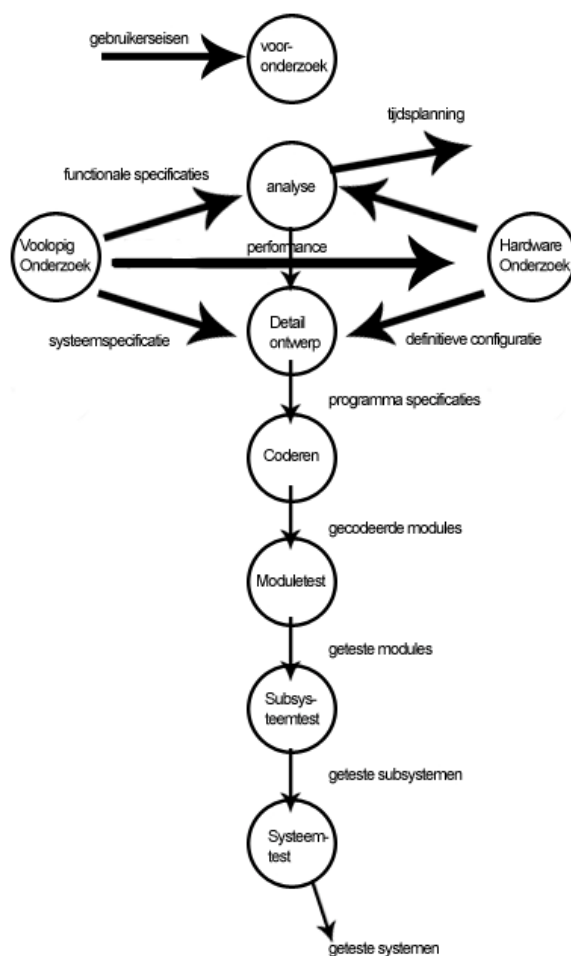 gebruikerseisen
voor-
onderzoek
tijdsplanning
functionale specificaties
analyse
Voolopig
Onderzoek
performance
Hardware
Onderzoek
systeemspecificatie
Detail
ontwerp
definitieve configuratie
programma specificaties
Coderen
gecodeerde modules
Moduletest
geteste modules
Subsys-
teemtest
geteste subsystemen
Systeem-
test
geteste systemen